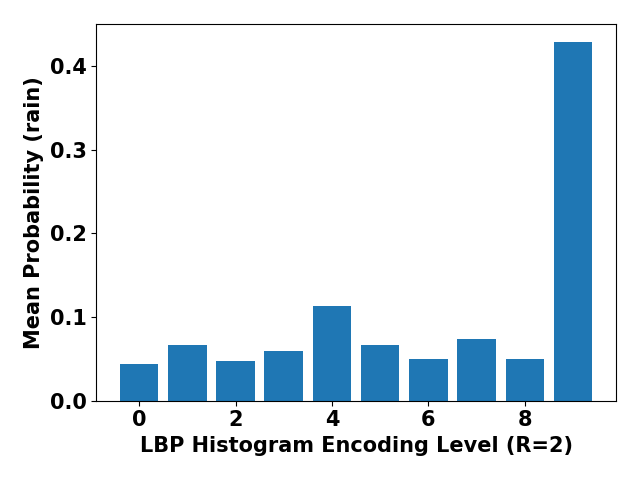 0.4
0.3
0.2
0.1
0.0
Mean Probability (rain)
0 2 4 6 8
LBP Histogram Encoding Level (R=2)